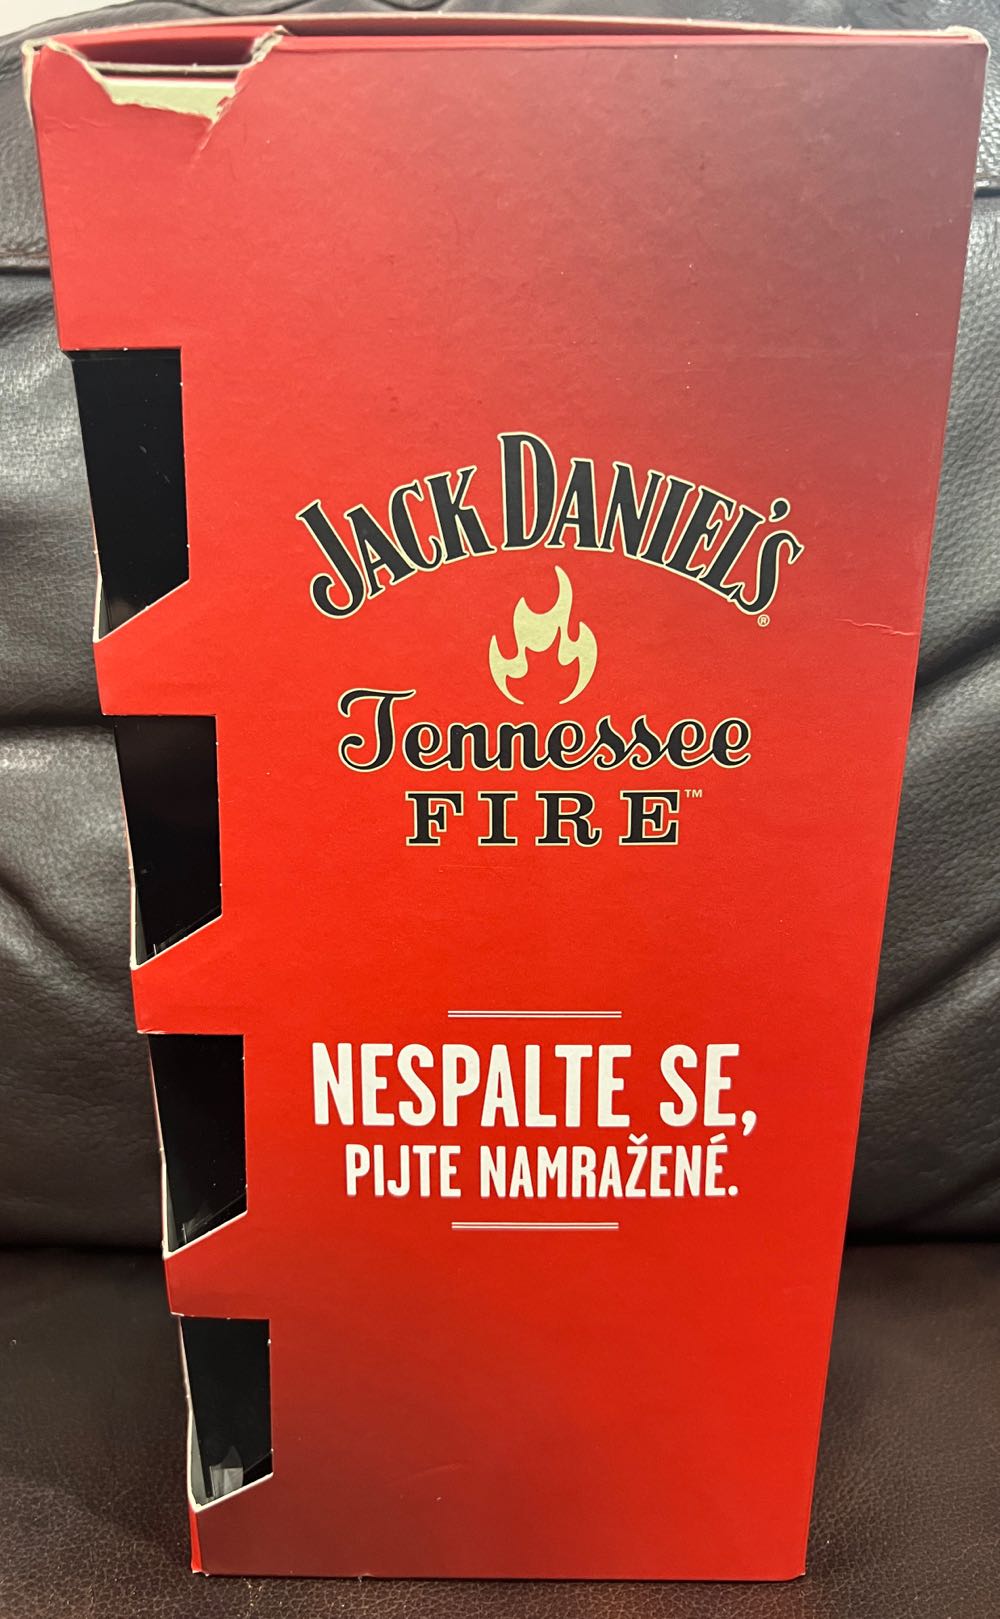 JACK DANIEL'S®
Tennessee
FIRE™
NESPALTE SE,
PIJTE NAMRAŽENÉ.